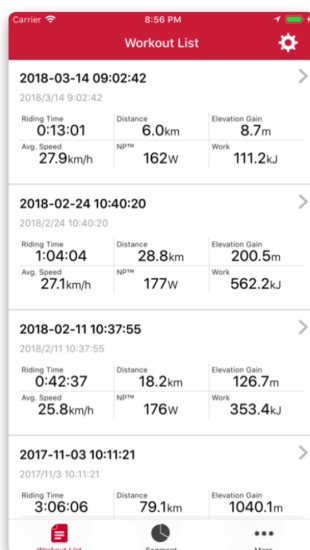 Carrier 8:56 PM
Workout List
2018-03-14 09:02:42
2018/3/14 9:02:42
Riding Time Distance Elevation Gain
0:13:01 6.0km 8.7m
Avg. Speed NP™ Work
27.9km/h 162W 111.2kJ
2018-02-24 10:40:20
2018/2/24 10:40:20
Riding Time Distance Elevation Gain
1:04:04 28.8km 200.5m
Avg. Speed NP™ Work
27.1km/h 177W 562.2kJ
2018-02-11 10:37:55
2018/2/11 10:37:55
Riding Time Distance Elevation Gain
0:42:37 18.2km 126.7m
Avg. Speed NP™ Work
25.8km/h 176W 353.4kJ
2017-11-03 10:11:21
2017/11/3 10:11:21
Riding Time Distance Elevation Gain
3:06:06 79.1km 1040.1m
Workout List Segment More